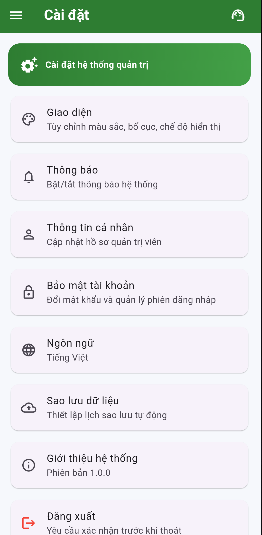 Cài đặt
Cài đặt hệ thống quản trị
Giao diện
Tùy chỉnh màu sắc, bố cục, chế độ hiển thị
Thông báo
Bật/tắt thông báo hệ thống
Thông tin cá nhân
Cập nhật hồ sơ quản trị viên
Bảo mật tài khoản
Đổi mật khẩu và quản lý phiên đăng nhập
Ngôn ngữ
Tiếng Việt
Sao lưu dữ liệu
Thiết lập lịch sao lưu tự động
Giới thiệu hệ thống
Phiên bản 1.0.0
Đăng xuất
Yêu cầu xác nhận trước khi thoát